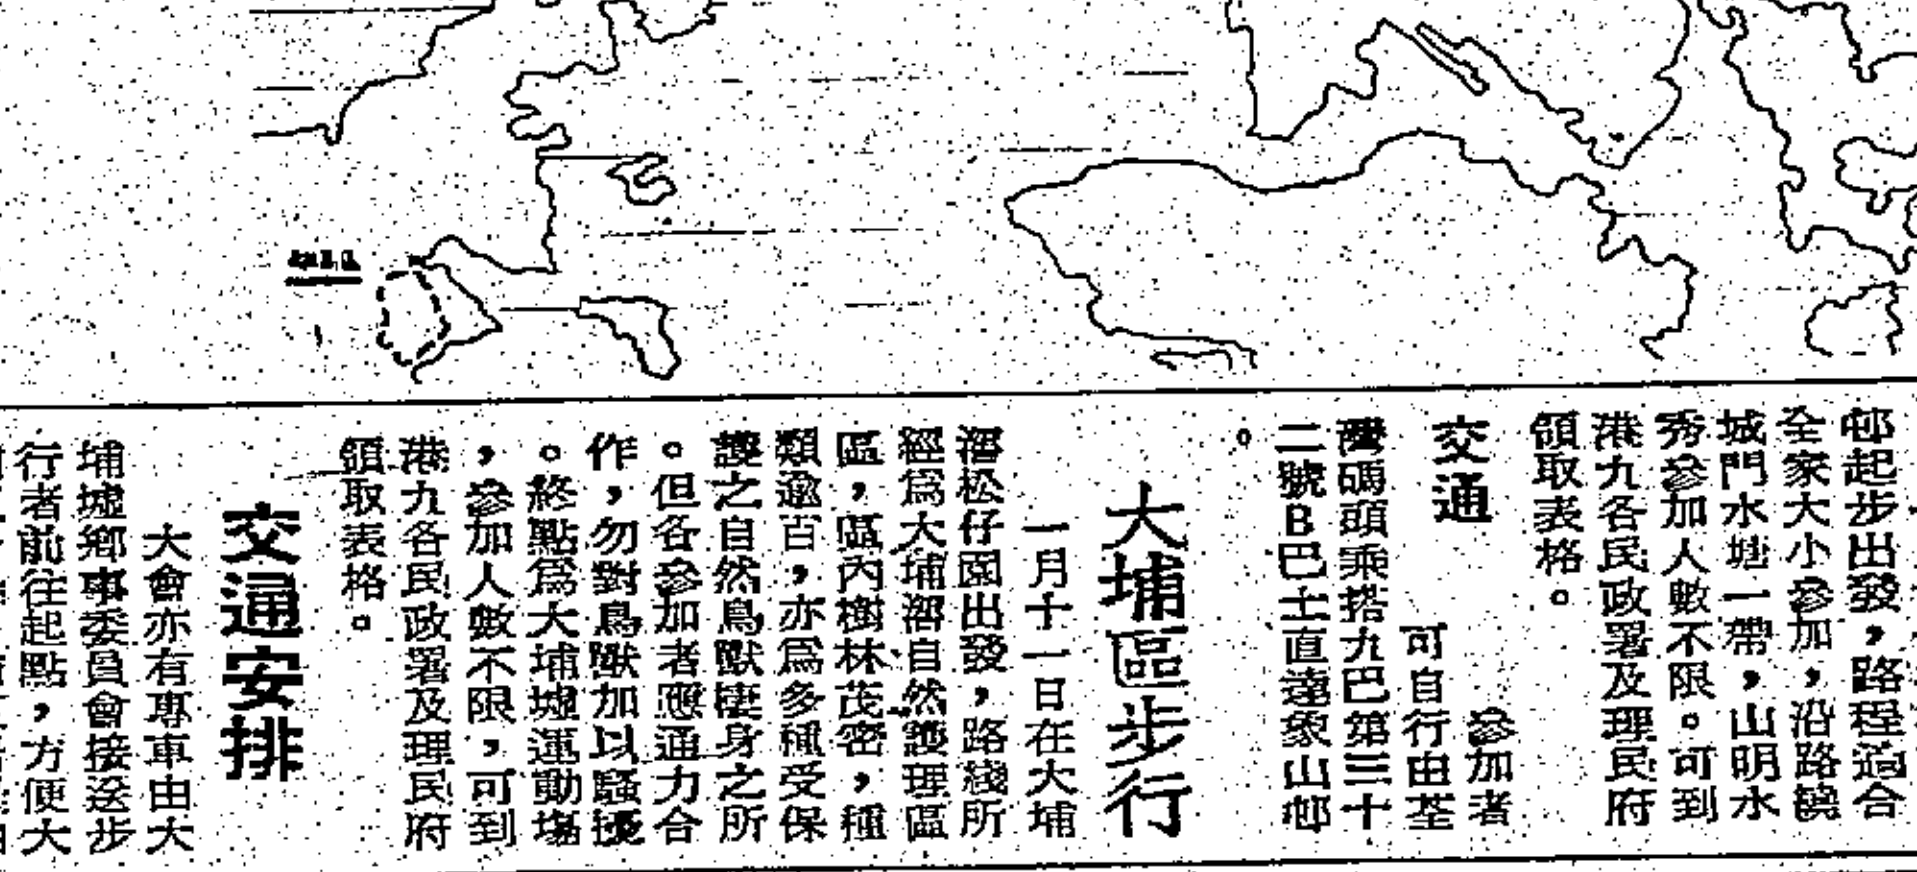 邨起步出發，路程適合
全家大小參加，沿路饒
城門水塘一帶，山明水
秀參加人數不限。可到
港九各民政署及理民府
領取表格。
交通
參加者
可自行由荃
灣碼頭乘搭九巴第三十
二號B巴士直達象山邨
。
大埔區步行
一月十一日在大埔
滘松仔園出發，路綫所
經爲大埔滘自然護理區
區，區內樹林茂密，種
類逾百，亦爲多種受保
護之自然鳥獸棲身之所
。但各參加者應通力合
作，勿對鳥獸加以騷擾
。終點爲大埔墟運動場
，參加人數不限，可到
港九各民政署及理民府
領取表格。
交通安排
大會亦有專車由大
埔墟鄉事委員會接送步
行者前往起點，方便大